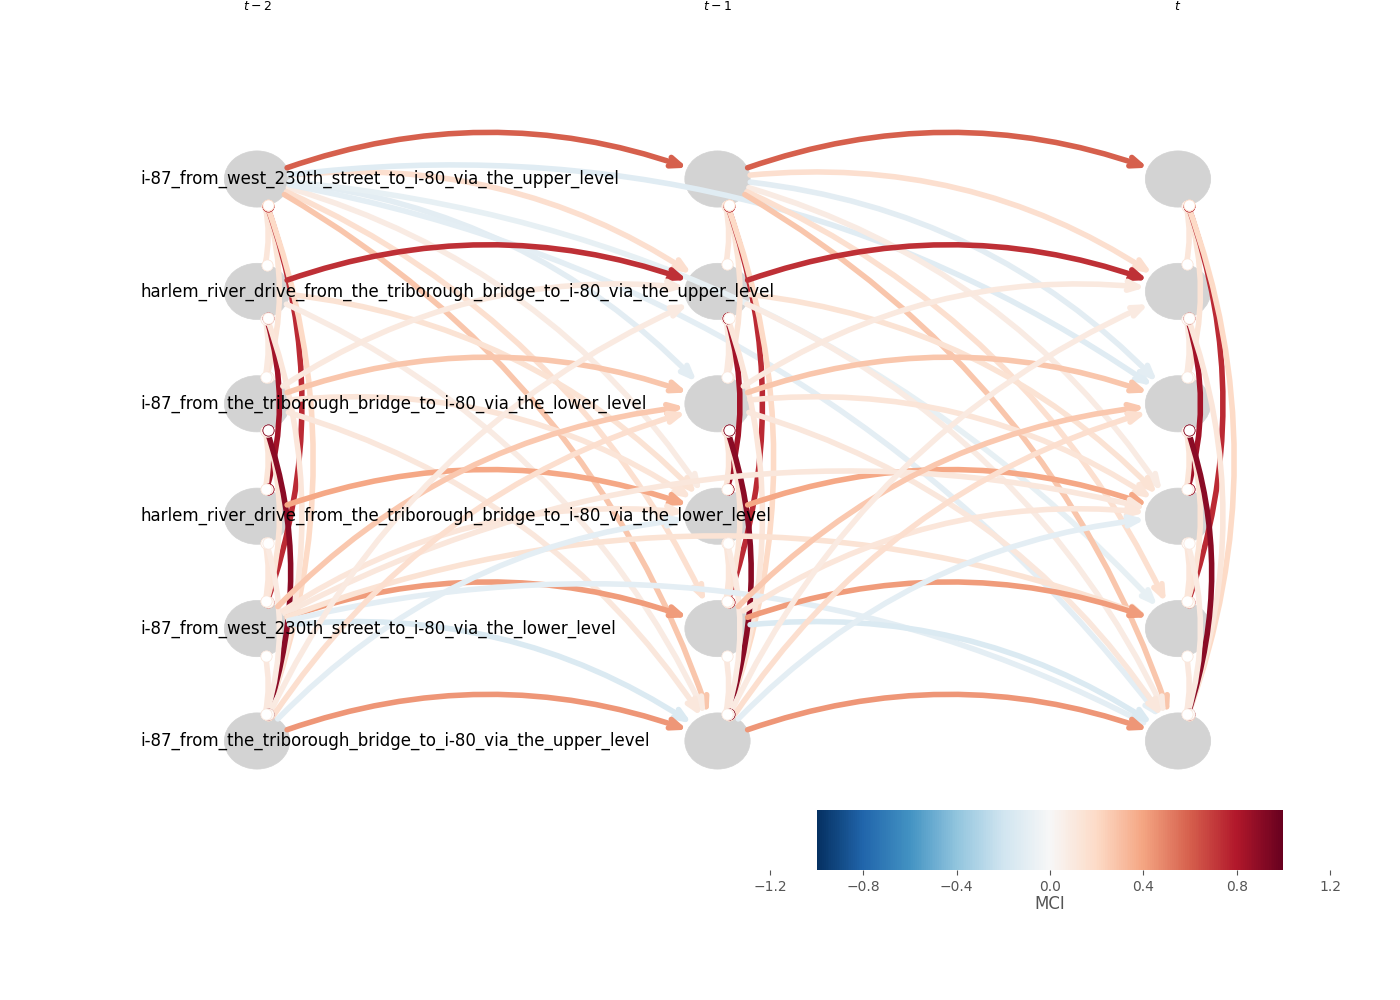 t − 2 t − 1 t
i-87_from_west_230th_street_to_i-80_via_the_upper_level
harlem_river_drive_from_the_triborough_bridge_to_i-80_via_the_upper_level
i-87_from_the_triborough_bridge_to_i-80_via_the_lower_level
harlem_river_drive_from_the_triborough_bridge_to_i-80_via_the_lower_level
i-87_from_west_230th_street_to_i-80_via_the_lower_level
i-87_from_the_triborough_bridge_to_i-80_via_the_upper_level
−1.2 −0.8 −0.4 0.0 0.4 0.8 1.2
MCI